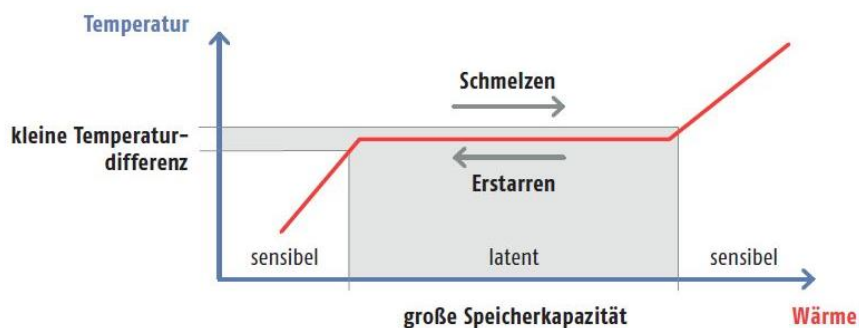 Temperatur
Schmelzen
kleine Temperatur-
differenz
Erstarren
sensibel
latent
sensibel
große Speicherkapazität
Wärme